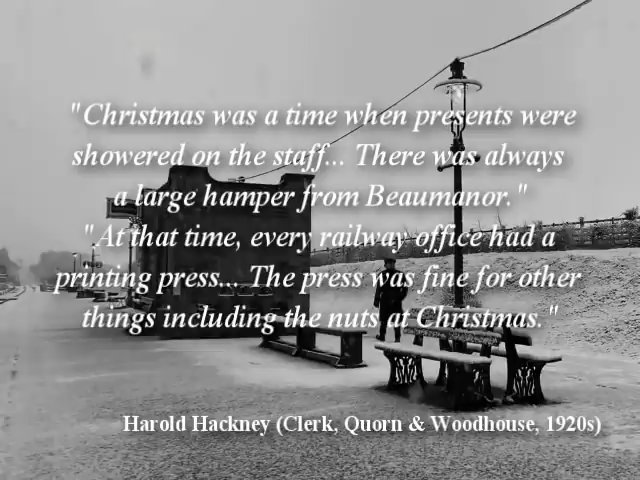 "Christmas was a time when presents were
showered on the staff... There was always
a large hamper from Beaumanor."
"At that time, every railway office had a
printing press... The press was fine for other
things including the nuts at Christmas."
Harold Hackney (Clerk, Quorn & Woodhouse, 1920s)